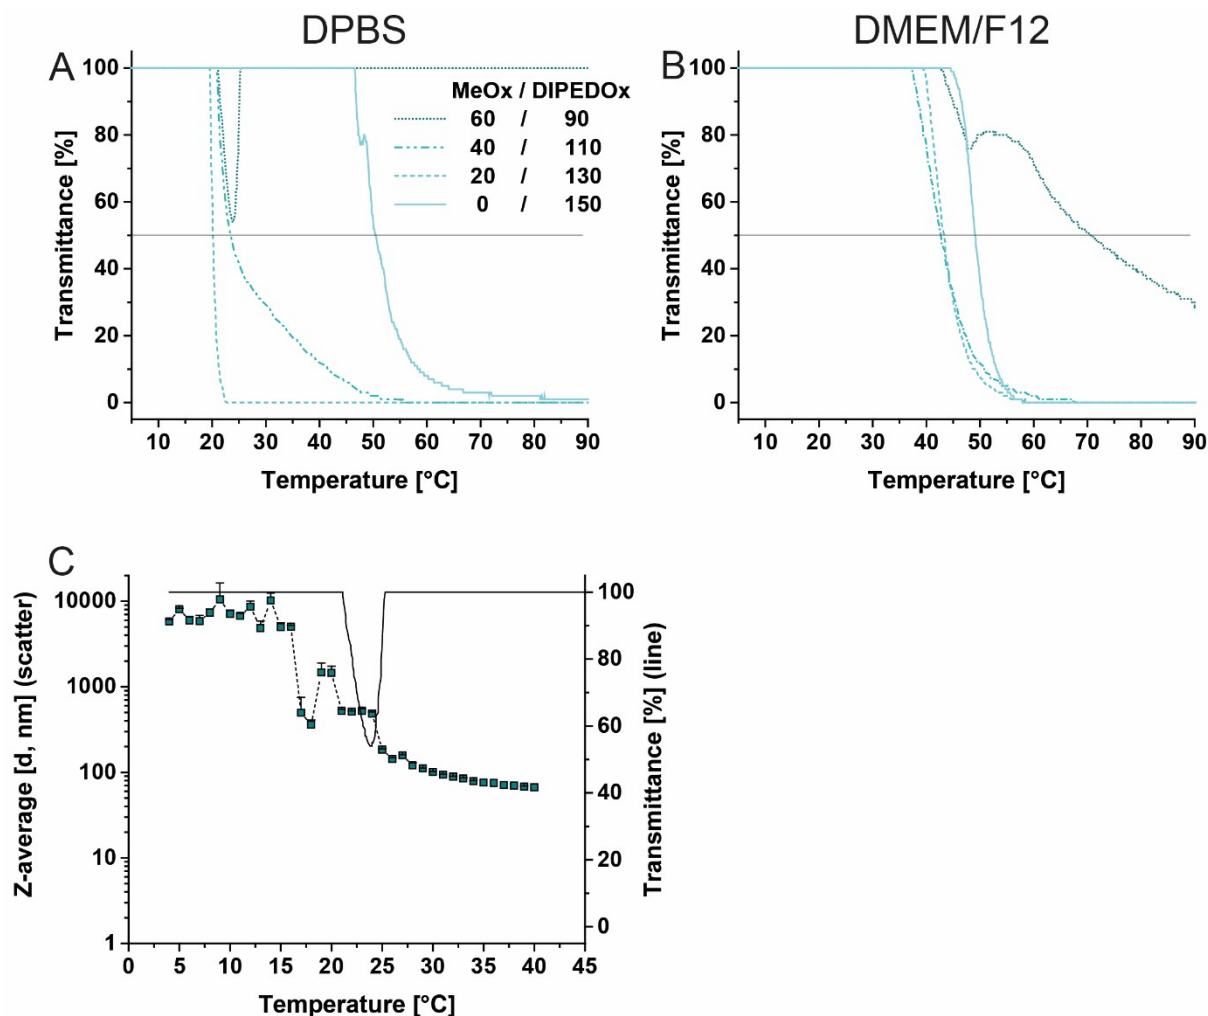 DPBS
DMEM/F12
A
100
80
60
40
20
0
Transmittance [%]
MeOx / DIPEDOx
60 / 90
40 / 110
20 / 130
0 / 150
10 20 30 40 50 60 70 80 90
Temperature [°C]
B
100
80
60
40
20
0
Transmittance [%]
10 20 30 40 50 60 70 80 90
Temperature [°C]
C
10000
1000
100
10
1
Z-average [d, nm] (scatter)
100
80
60
40
20
0
Transmittance [%] (line)
0 5 10 15 20 25 30 35 40 45
Temperature [°C]